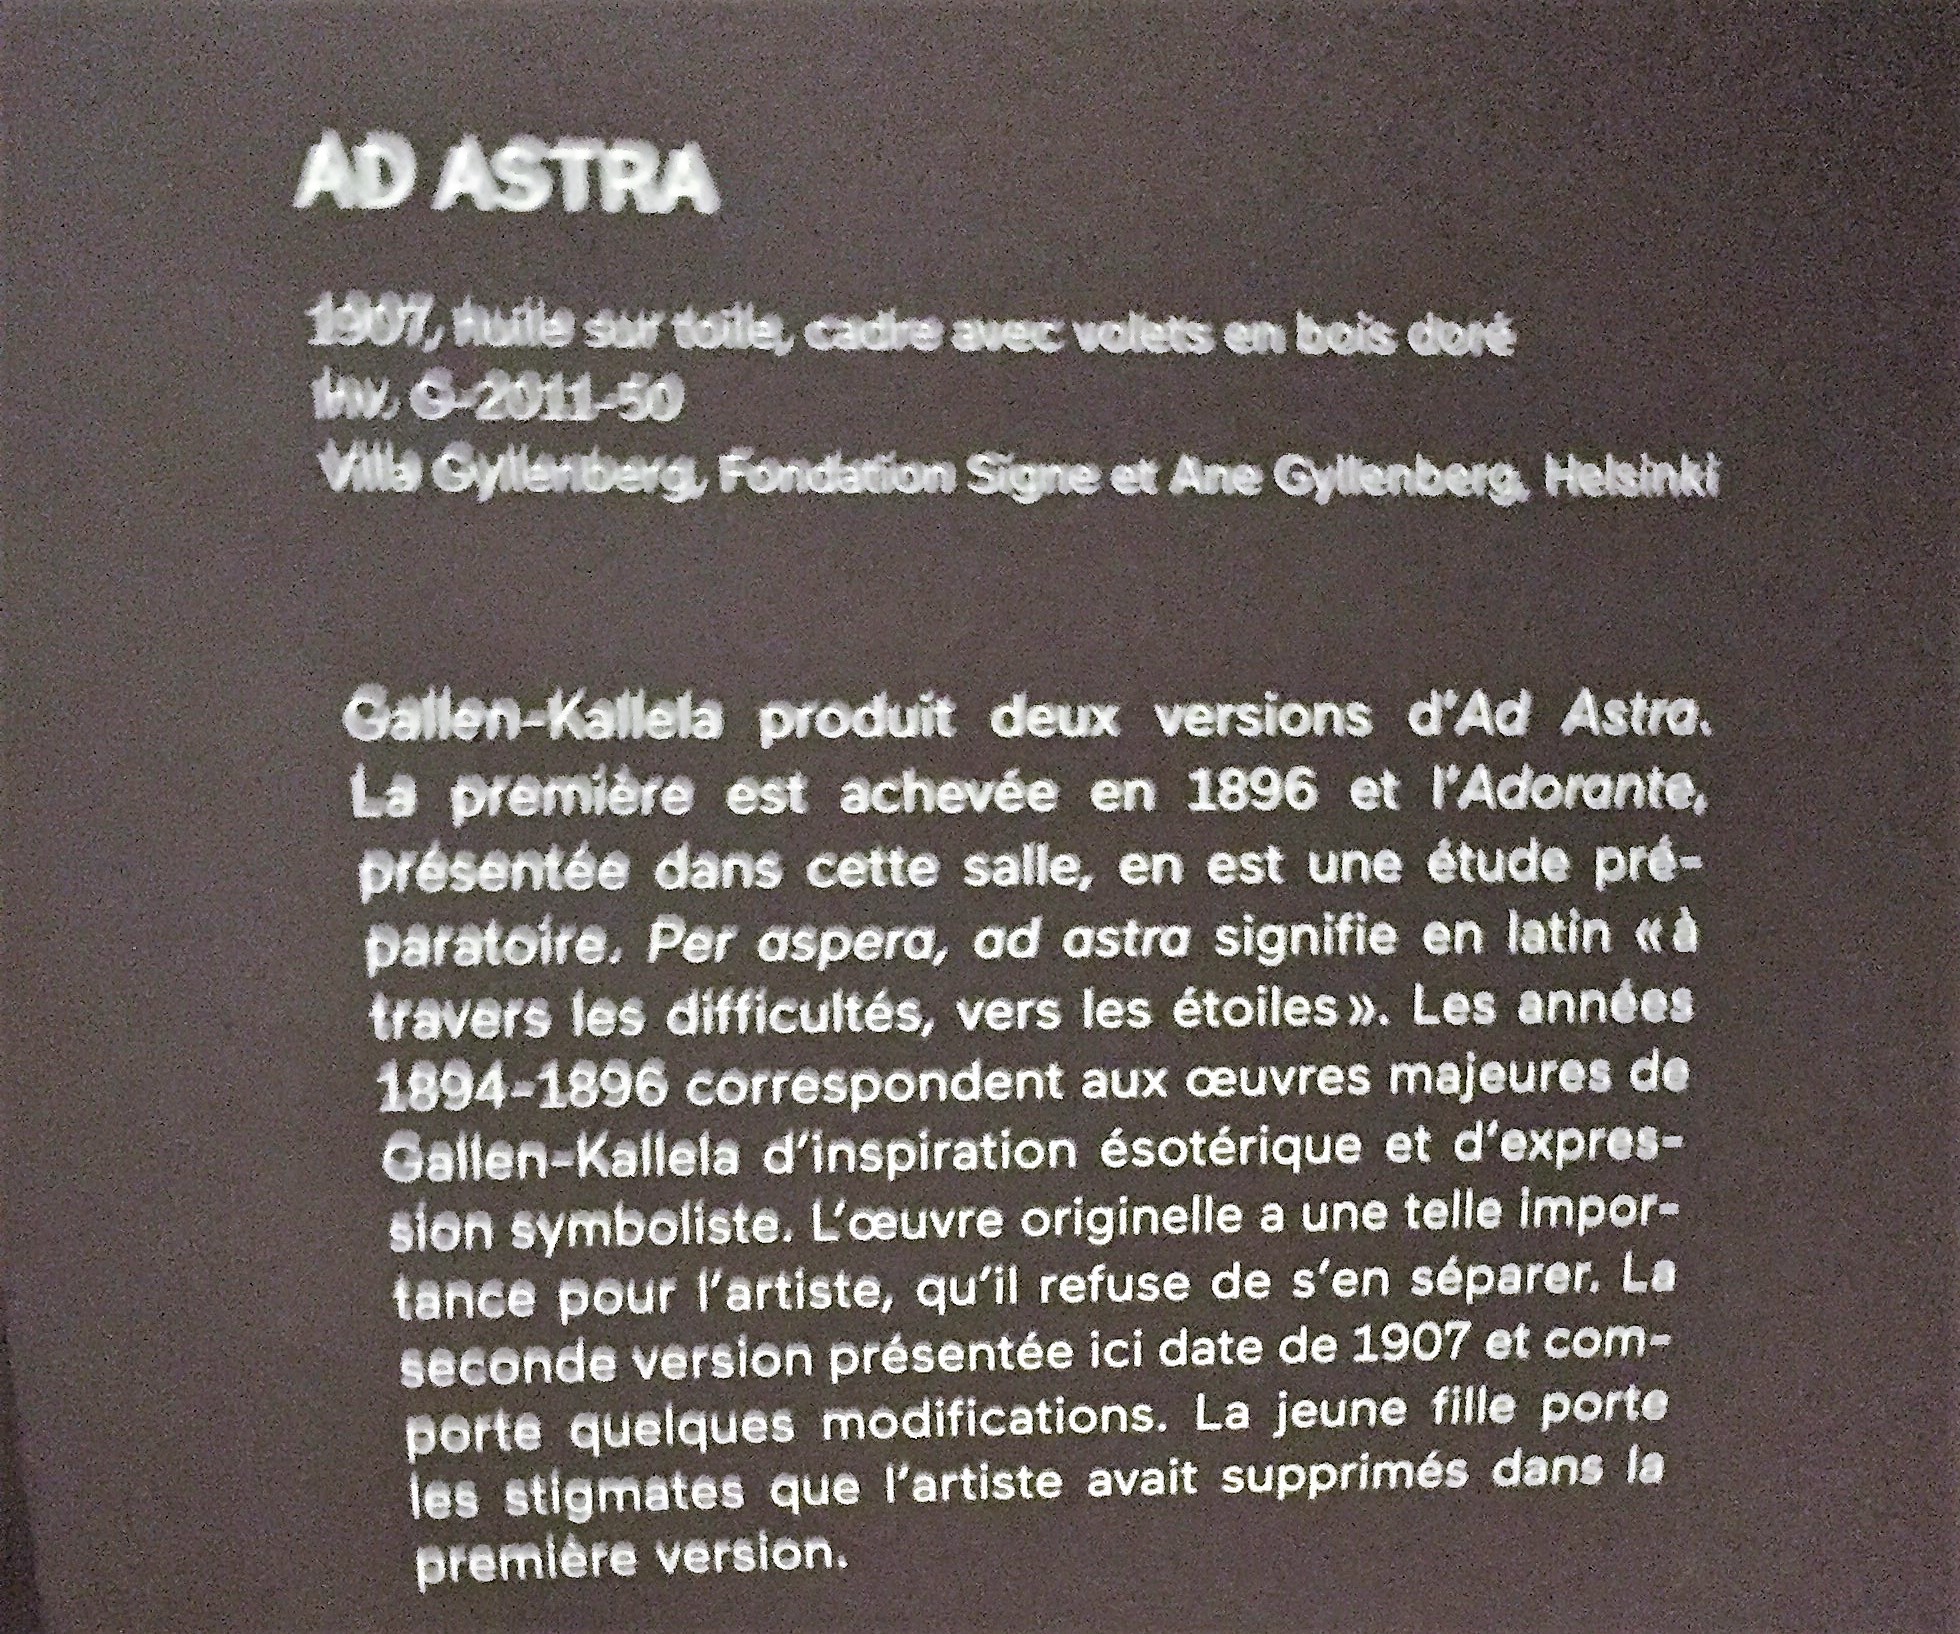 AD ASTRA
1907, huile sur toile, cadre avec volets en bois doré
Inv. G-2011-50
Villa Gyllenberg, Fondation Signe et Ane Gyllenberg, Helsinki
Gallen-Kallela produit deux versions d'Ad Astra.
La première est achevée en 1896 et l'Adorante,
présentée dans cette salle, en est une étude pré-
paratoire. Per aspera, ad astra signifie en latin « à
travers les difficultés, vers les étoiles ». Les années
1894-1896 correspondent aux œuvres majeures de
Gallen-Kallela d'inspiration ésotérique et d'expres-
sion symboliste. L'œuvre originelle a une telle impor-
tance pour l'artiste, qu'il refuse de s'en séparer. La
seconde version présentée ici date de 1907 et com-
porte quelques modifications. La jeune fille porte
les stigmates que l'artiste avait supprimés dans la
première version.